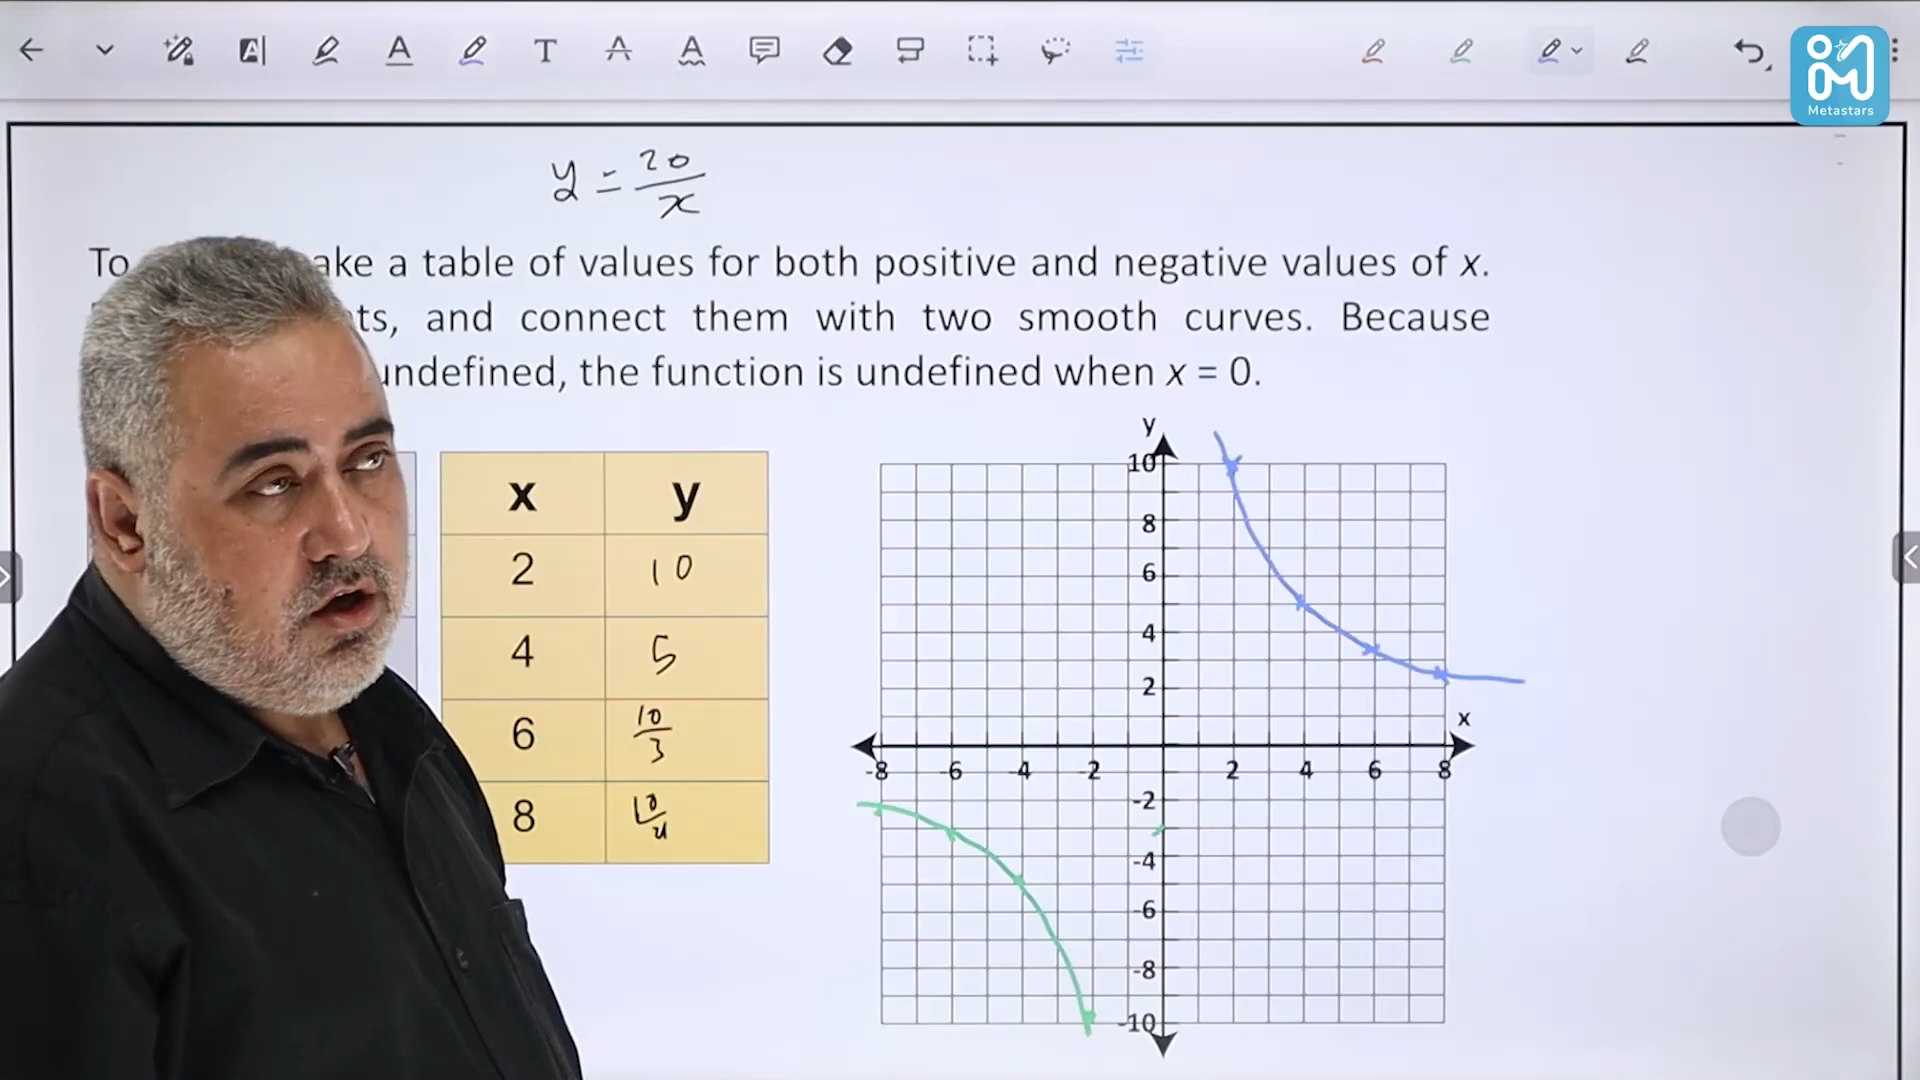 Metastars
y = 20/x
To ake a table of values for both positive and negative values of x.
ts, and connect them with two smooth curves. Because
undefined, the function is undefined when x = 0.
x y
2 10
4 5
6 10/3
8 10/4
y
10
8
6
4
2
x
-8 -6 -4 -2 2 4 6 8
-2
-4
-6
-8
-10